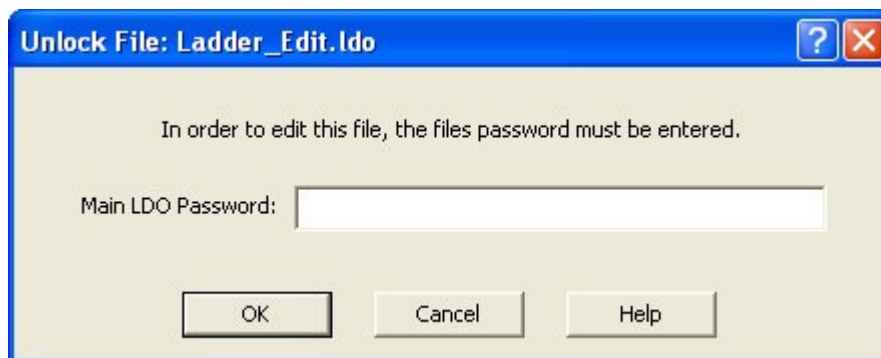 Unlock File: Ladder_Edit.ldo
In order to edit this file, the files password must be entered.
Main LDO Password:
OK Cancel Help